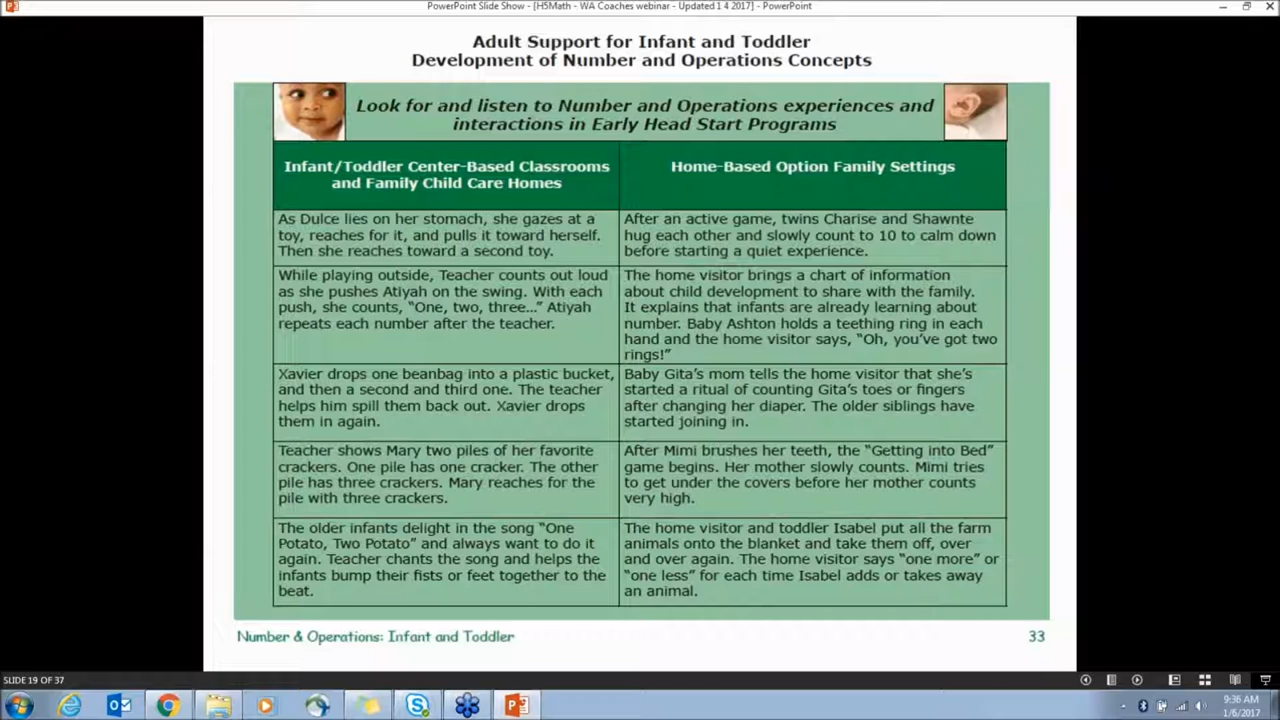 PowerPoint Slide Show - [H5Math - WA Coaches webinar - Updated 1 4 2017] - PowerPoint
Adult Support for Infant and Toddler
Development of Number and Operations Concepts
Look for and listen to Number and Operations experiences and
interactions in Early Head Start Programs
Infant/Toddler Center-Based Classrooms
and Family Child Care Homes
Home-Based Option Family Settings
As Dulce lies on her stomach, she gazes at a
toy, reaches for it, and pulls it toward herself.
Then she reaches toward a second toy.
After an active game, twins Charise and Shawnte
hug each other and slowly count to 10 to calm down
before starting a quiet experience.
While playing outside, Teacher counts out loud
as she pushes Atiyah on the swing. With each
push, she counts, “One, two, three...” Atiyah
repeats each number after the teacher.
The home visitor brings a chart of information
about child development to share with the family.
It explains that infants are already learning about
number. Baby Ashton holds a teething ring in each
hand and the home visitor says, “Oh, you’ve got two
rings!”
Xavier drops one beanbag into a plastic bucket,
and then a second and third one. The teacher
helps him spill them back out. Xavier drops
them in again.
Baby Gita’s mom tells the home visitor that she’s
started a ritual of counting Gita’s toes or fingers
after changing her diaper. The older siblings have
started joining in.
Teacher shows Mary two piles of her favorite
crackers. One pile has one cracker. The other
pile has three crackers. Mary reaches for the
pile with three crackers.
After Mimi brushes her teeth, the “Getting into Bed”
game begins. Her mother slowly counts. Mimi tries
to get under the covers before her mother counts
very high.
The older infants delight in the song “One
Potato, Two Potato” and always want to do it
again. Teacher chants the song and helps the
infants bump their fists or feet together to the
beat.
The home visitor and toddler Isabel put all the farm
animals onto the blanket and take them off, over
and over again. The home visitor says “one more” or
“one less” for each time Isabel adds or takes away
an animal.
Number & Operations: Infant and Toddler
33
SLIDE 19 OF 37
9:36 AM
1/6/2017